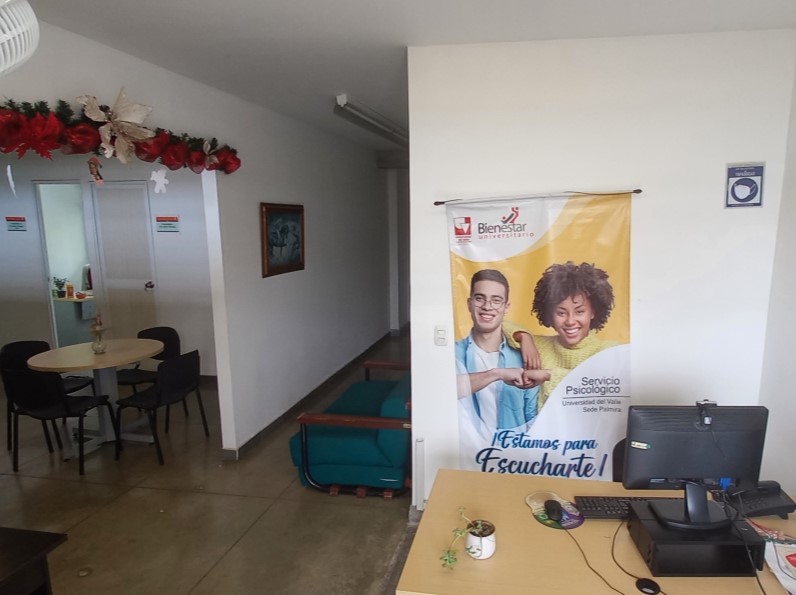 Bienestar
universitario
Servicio
Psicológico
Universidad del Valle
Sede Palmira
¡Estamos para
Escucharte!